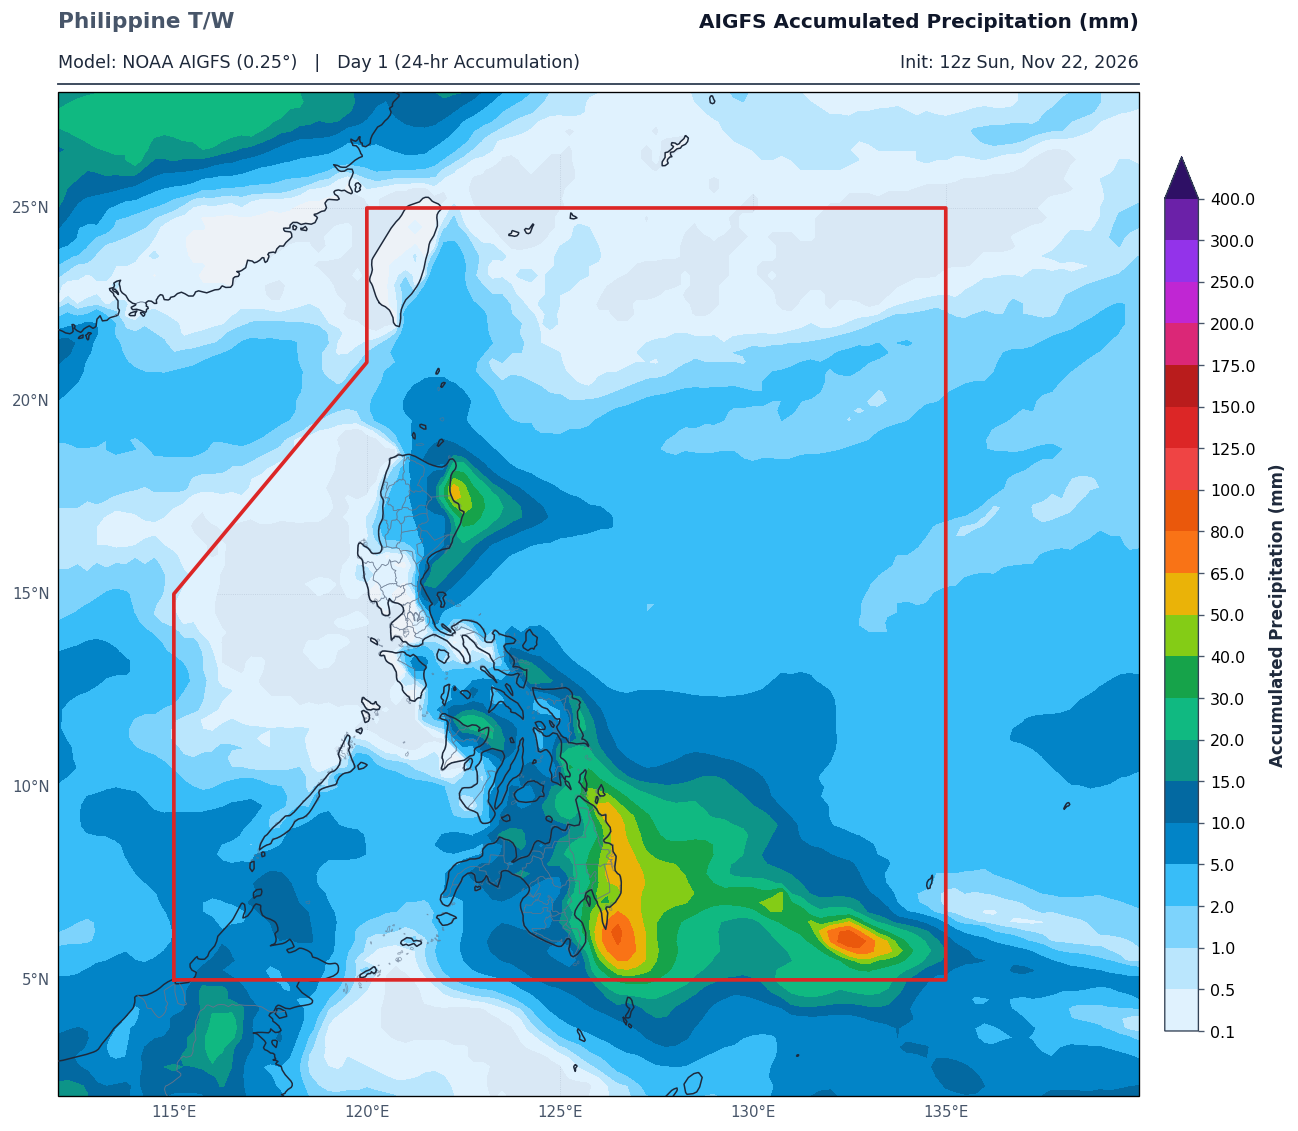 Philippine T/W
AIGFS Accumulated Precipitation (mm)
Model: NOAA AIGFS (0.25°)   |   Day 1 (24-hr Accumulation)
Init: 12z Sun, Nov 22, 2026
25°N
20°N
15°N
10°N
5°N
115°E
120°E
125°E
130°E
135°E
400.0
300.0
250.0
200.0
175.0
150.0
125.0
100.0
80.0
65.0
50.0
40.0
30.0
20.0
15.0
10.0
5.0
2.0
1.0
0.5
0.1
Accumulated Precipitation (mm)